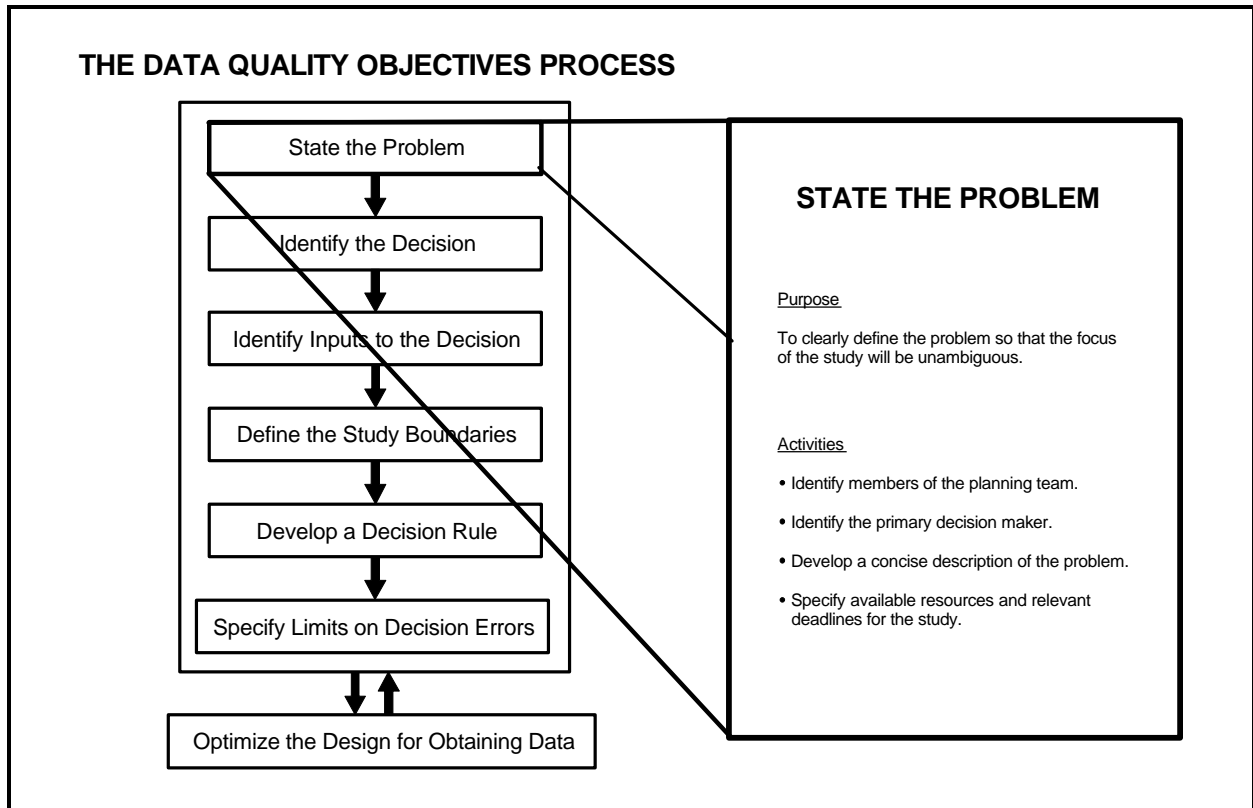 THE DATA QUALITY OBJECTIVES PROCESS
State the Problem
Identify the Decision
Identify Inputs to the Decision
Define the Study Boundaries
Develop a Decision Rule
Specify Limits on Decision Errors
Optimize the Design for Obtaining Data
STATE THE PROBLEM
Purpose
To clearly define the problem so that the focus
of the study will be unambiguous.
Activities
• Identify members of the planning team.
• Identify the primary decision maker.
• Develop a concise description of the problem.
• Specify available resources and relevant
deadlines for the study.